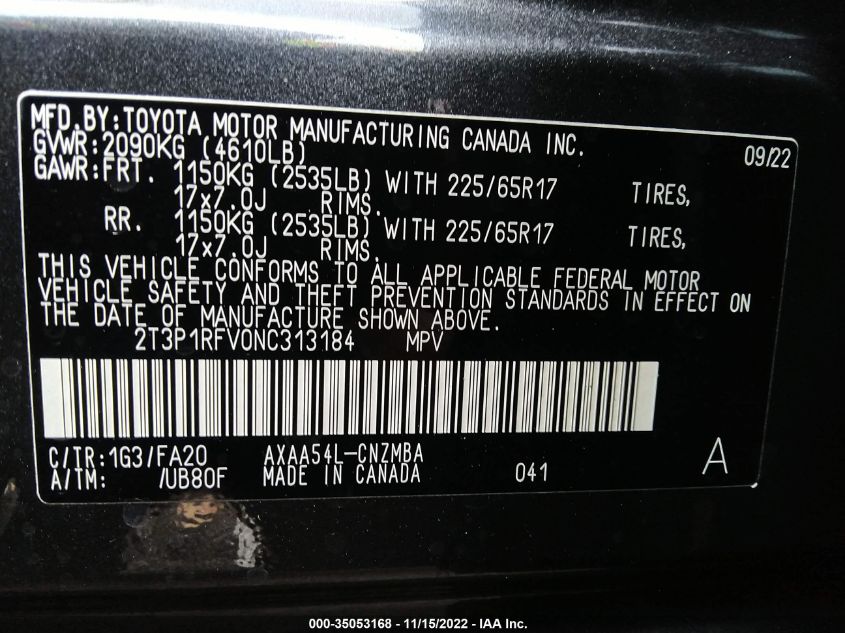 MFD.BY:TOYOTA MOTOR MANUFACTURING CANADA INC.
GVWR:2090KG (4610LB) 09/22
GAWR:FRT. 1150KG (2535LB) WITH 225/65R17 TIRES,
17x7.0J RIMS.
RR. 1150KG (2535LB) WITH 225/65R17 TIRES,
17x7.0J RIMS.
THIS VEHICLE CONFORMS TO ALL APPLICABLE FEDERAL MOTOR
VEHICLE SAFETY AND THEFT PREVENTION STANDARDS IN EFFECT ON
THE DATE OF MANUFACTURE SHOWN ABOVE.
2T3P1RFV0NC313184 MPV
C/TR:1G3/FA20 AXAA54L-CNZMBA
A/TM: /UB80F MADE IN CANADA 041 A
000-35053168 - 11/15/2022 - IAA Inc.